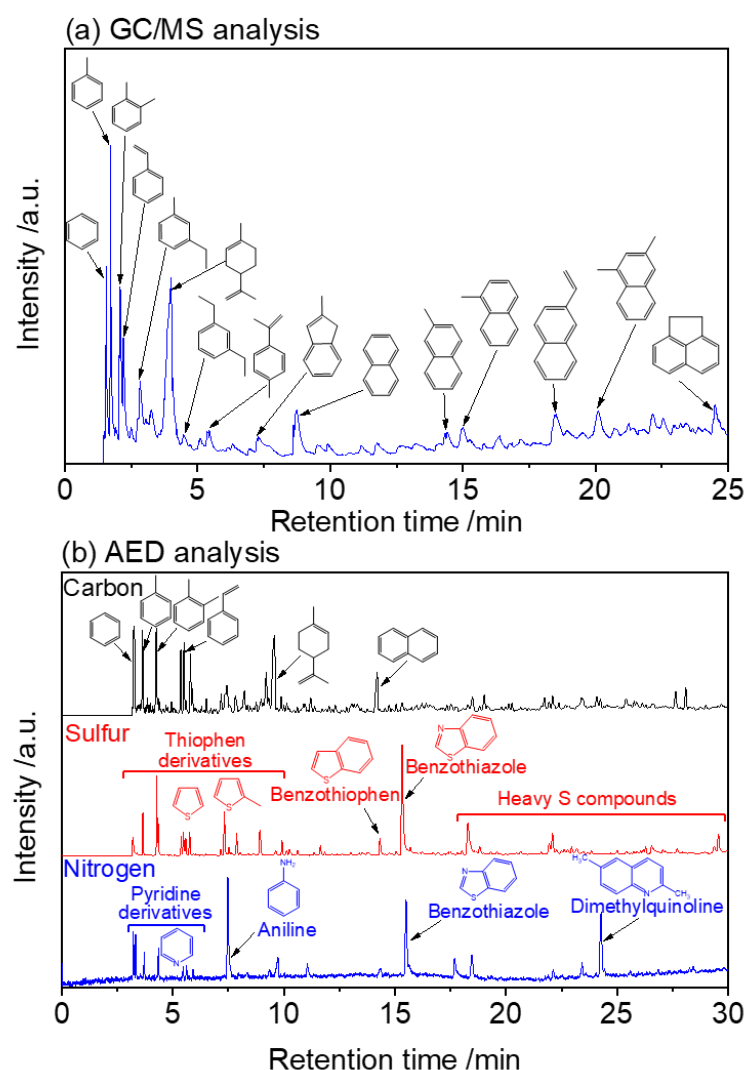 (a) GC/MS analysis
Intensity /a.u.
0 5 10 15 20 25
Retention time /min
(b) AED analysis
Carbon
Sulfur
Thiophen
derivatives
S
S
S
Benzothiophen
N
S
Benzothiazole
Heavy S compounds
Intensity /a.u.
Nitrogen
Pyridine
derivatives
N
NH₂
Aniline
N
S
Benzothiazole
H₃C
N
CH₃
Dimethylquinoline
0 5 10 15 20 25 30
Retention time /min